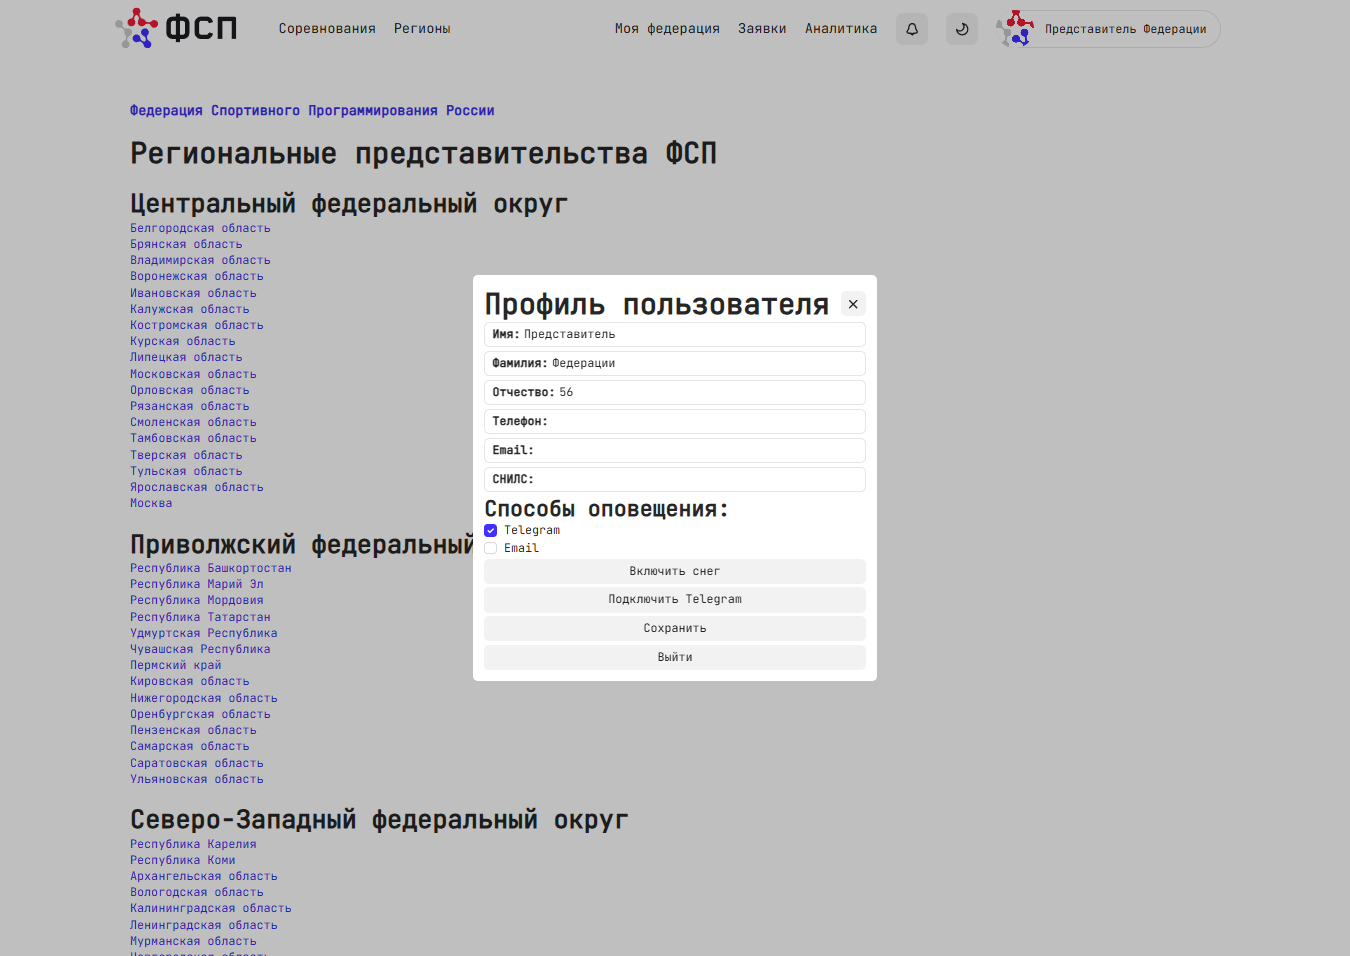 ФСП
Соревнования Регионы
Моя федерация Заявки Аналитика
Представитель Федерации
Федерация Спортивного Программирования России
Региональные представительства ФСП
Центральный федеральный округ
Белгородская область
Брянская область
Владимирская область
Воронежская область
Ивановская область
Калужская область
Костромская область
Курская область
Липецкая область
Московская область
Орловская область
Рязанская область
Смоленская область
Тамбовская область
Тверская область
Тульская область
Ярославская область
Москва
Приволжский федеральный
Республика Башкортостан
Республика Марий Эл
Республика Мордовия
Республика Татарстан
Удмуртская Республика
Чувашская Республика
Пермский край
Кировская область
Нижегородская область
Оренбургская область
Пензенская область
Самарская область
Саратовская область
Ульяновская область
Северо-Западный федеральный округ
Республика Карелия
Республика Коми
Архангельская область
Вологодская область
Калининградская область
Ленинградская область
Мурманская область
Профиль пользователя
Имя: Представитель
Фамилия: Федерации
Отчество: 56
Телефон:
Email:
СНИЛС:
Способы оповещения:
Telegram
Email
Включить снег
Подключить Telegram
Сохранить
Выйти